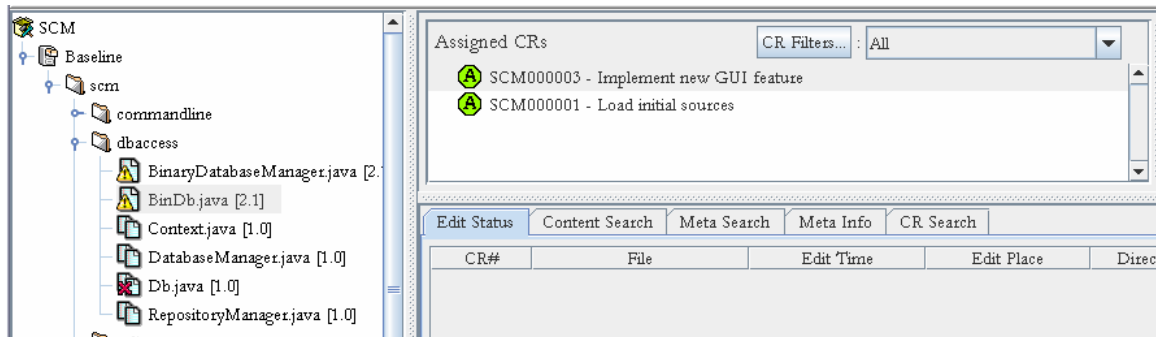 SCM
Baseline
scm
commandline
dbaccess
BinaryDatabaseManager.java [2.
BinDb.java [2.1]
Context.java [1.0]
DatabaseManager.java [1.0]
Db.java [1.0]
RepositoryManager.java [1.0]
Assigned CRs CR Filters... : All
A SCM000003 - Implement new GUI feature
A SCM000001 - Load initial sources
Edit Status Content Search Meta Search Meta Info CR Search
CR# File Edit Time Edit Place Direc